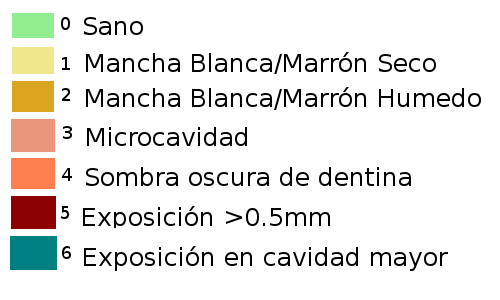 0 Sano
1 Mancha Blanca/Marrón Seco
2 Mancha Blanca/Marrón Humedo
3 Microcavidad
4 Sombra oscura de dentina
5 Exposición >0.5mm
6 Exposición en cavidad mayor